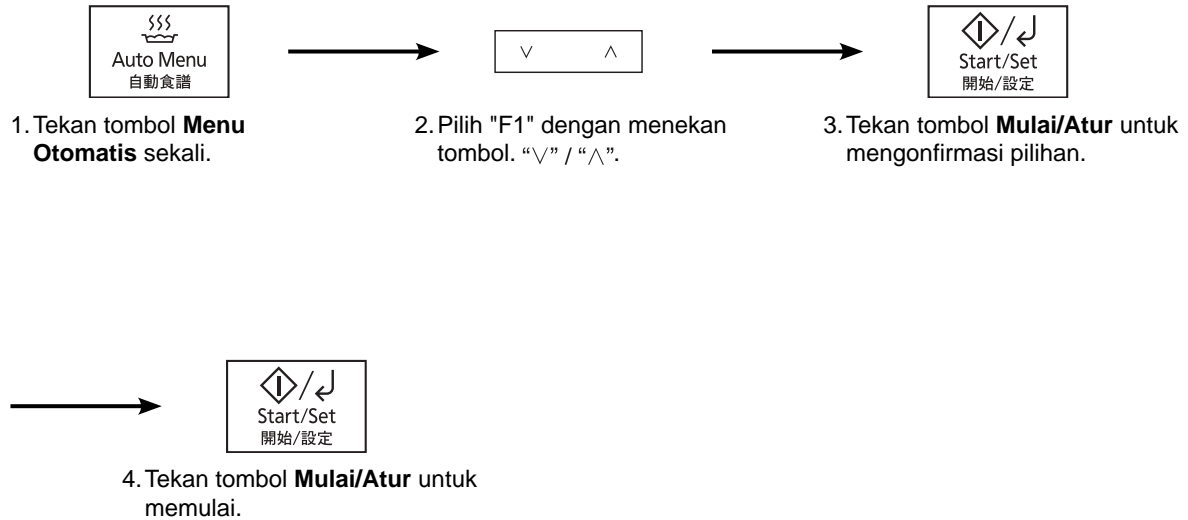 Auto Menu
自動食譜
1. Tekan tombol Menu
Otomatis sekali.
∨ ∧
2. Pilih "F1" dengan menekan
tombol. “∨” / “∧”.
Start/Set
開始/設定
3. Tekan tombol Mulai/Atur untuk
mengonfirmasi pilihan.
Start/Set
開始/設定
4. Tekan tombol Mulai/Atur untuk
memulai.